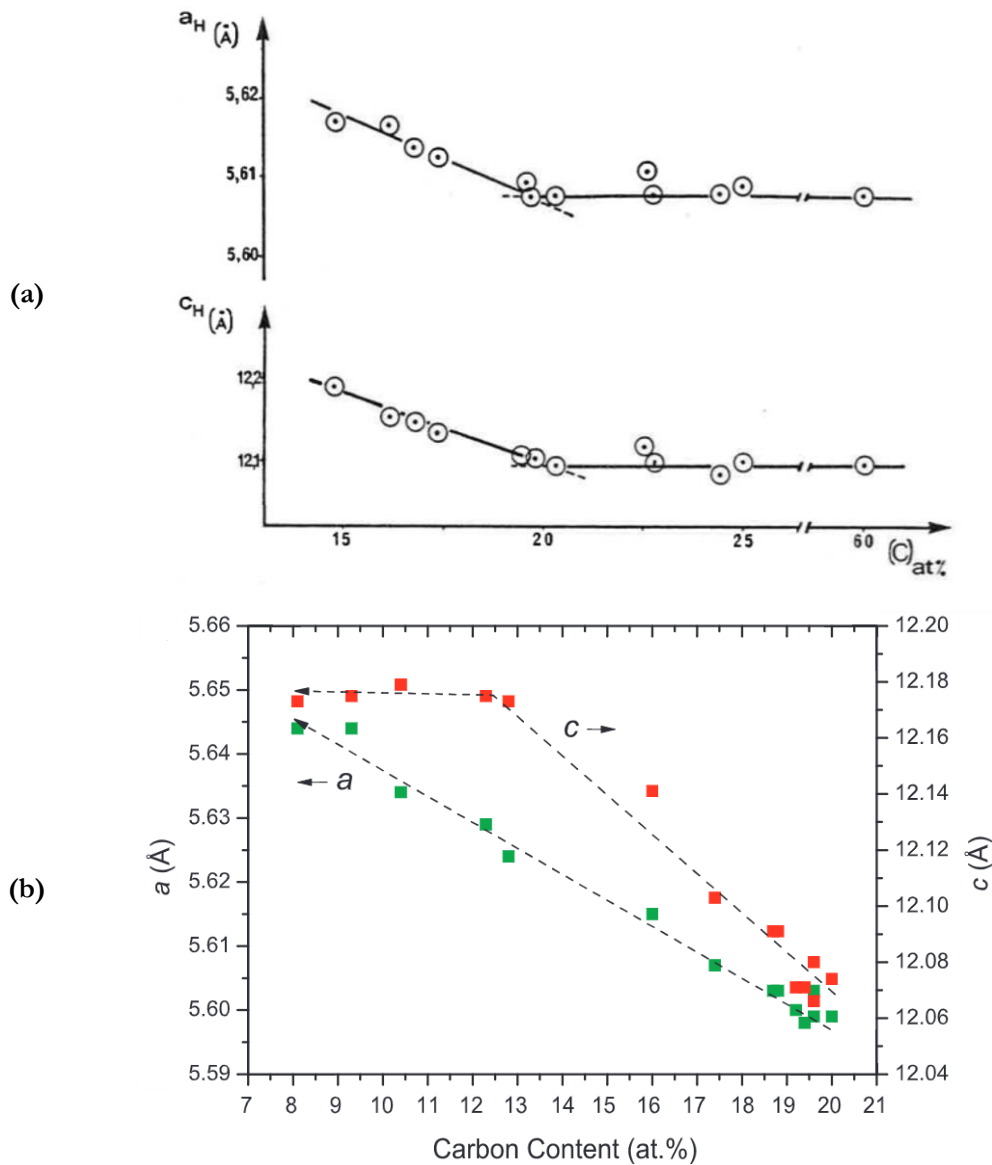 aH (Å)
5,62
5,61
5,60
(a)
cH (Å)
12,2
12,1
15 20 25 60
(C)at%
5.66 12.20
5.65 12.18
5.64 12.16
5.63 12.14
5.62 12.12
5.61 12.10
5.60 12.08
5.59 12.06
12.04
c
a
a (Å)
c (Å)
(b)
7 8 9 10 11 12 13 14 15 16 17 18 19 20 21
Carbon Content (at.%)